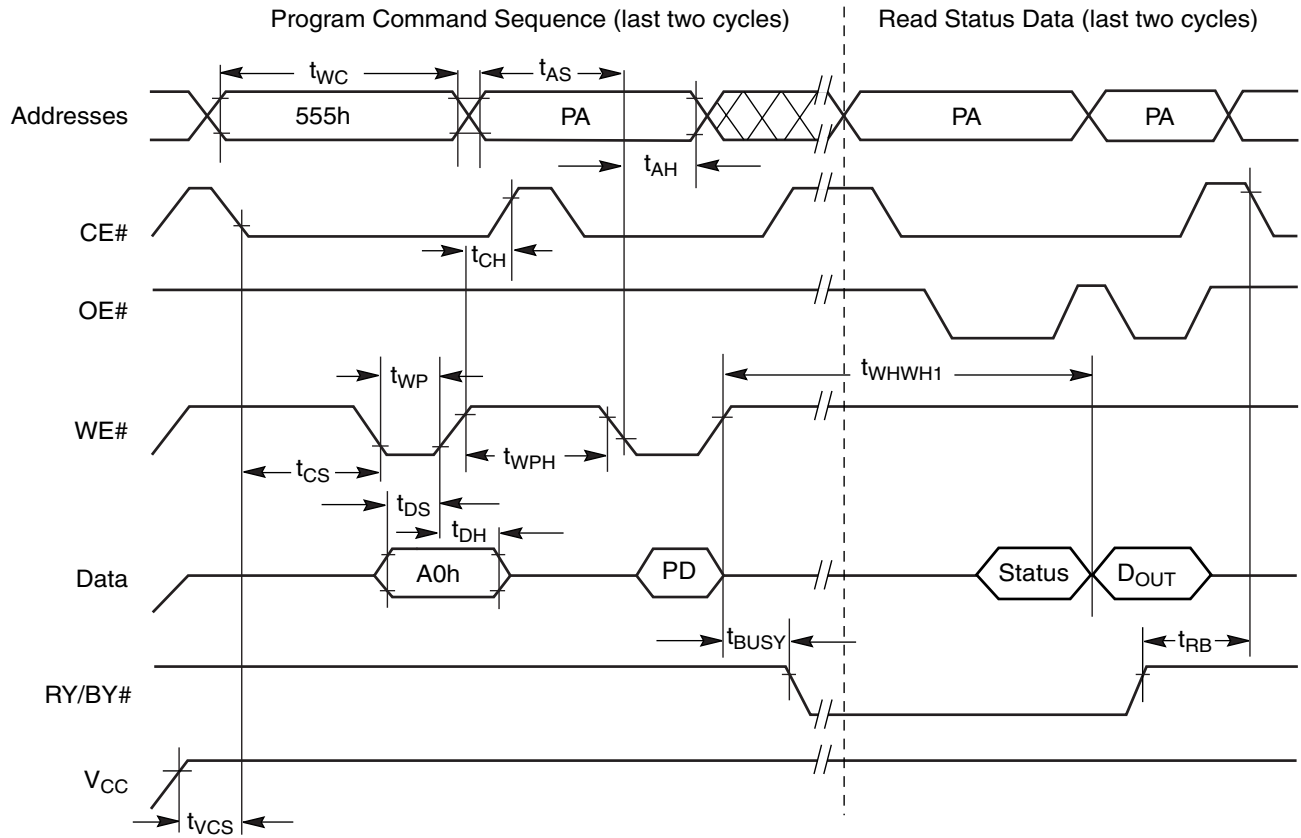 Program Command Sequence (last two cycles) Read Status Data (last two cycles)
tWC tAS
Addresses 555h PA PA PA
tAH
CE#
tCH
OE#
tWP tWHWH1
WE#
tCS tWPH
tDS
tDH
Data A0h PD Status DOUT
tBUSY tRB
RY/BY#
VCC
tVCS